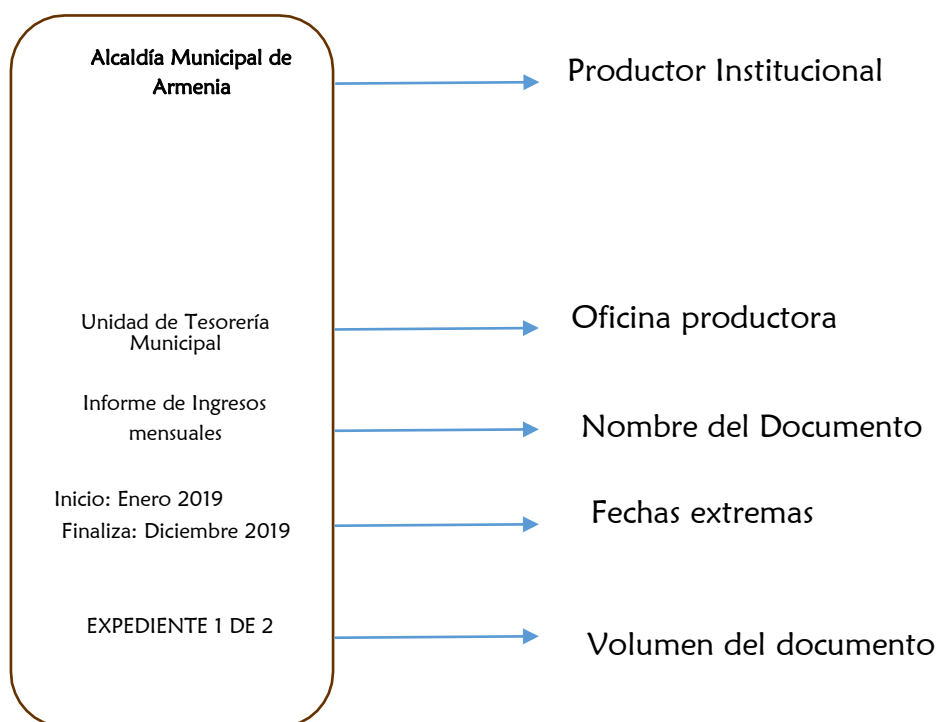 Alcaldía Municipal de
Armenia
Productor Institucional
Unidad de Tesorería
Municipal
Oficina productora
Informe de Ingresos
mensuales
Nombre del Documento
Inicio: Enero 2019
Finaliza: Diciembre 2019
Fechas extremas
EXPEDIENTE 1 DE 2
Volumen del documento